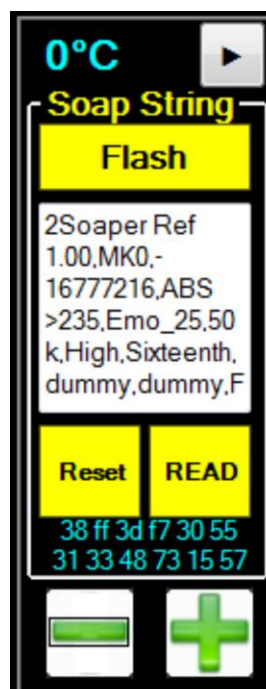 0°C
Soap String
Flash
2Soaper Ref
1.00,MK0,-
16777216,ABS
>235,Emo_25,50
k,High,Sixteenth,
dummy,dummy,F
Reset READ
38 ff 3d f7 30 55
31 33 48 73 15 57